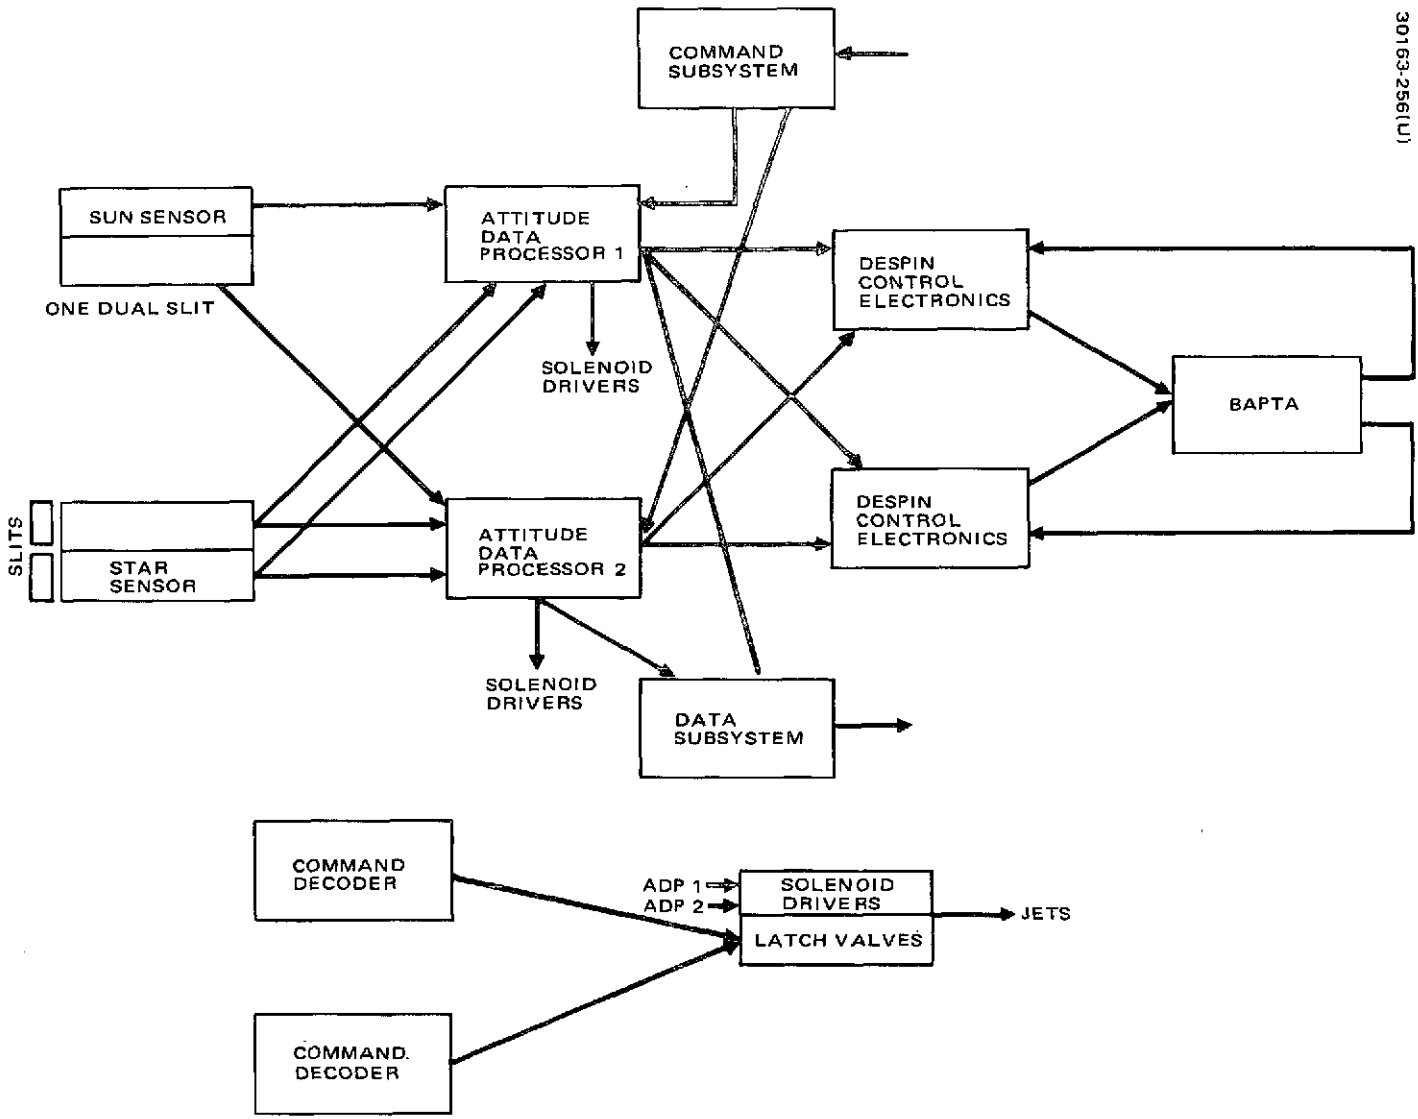 30163-256(U)
COMMAND
SUBSYSTEM
SUN SENSOR
ONE DUAL SLIT
ATTITUDE
DATA
PROCESSOR 1
SOLENOID
DRIVERS
DESPIN
CONTROL
ELECTRONICS
BAPTA
SLITS
STAR
SENSOR
ATTITUDE
DATA
PROCESSOR 2
DESPIN
CONTROL
ELECTRONICS
SOLENOID
DRIVERS
DATA
SUBSYSTEM
COMMAND
DECODER
ADP 1
ADP 2
SOLENOID
DRIVERS
LATCH VALVES
JETS
COMMAND.
DECODER